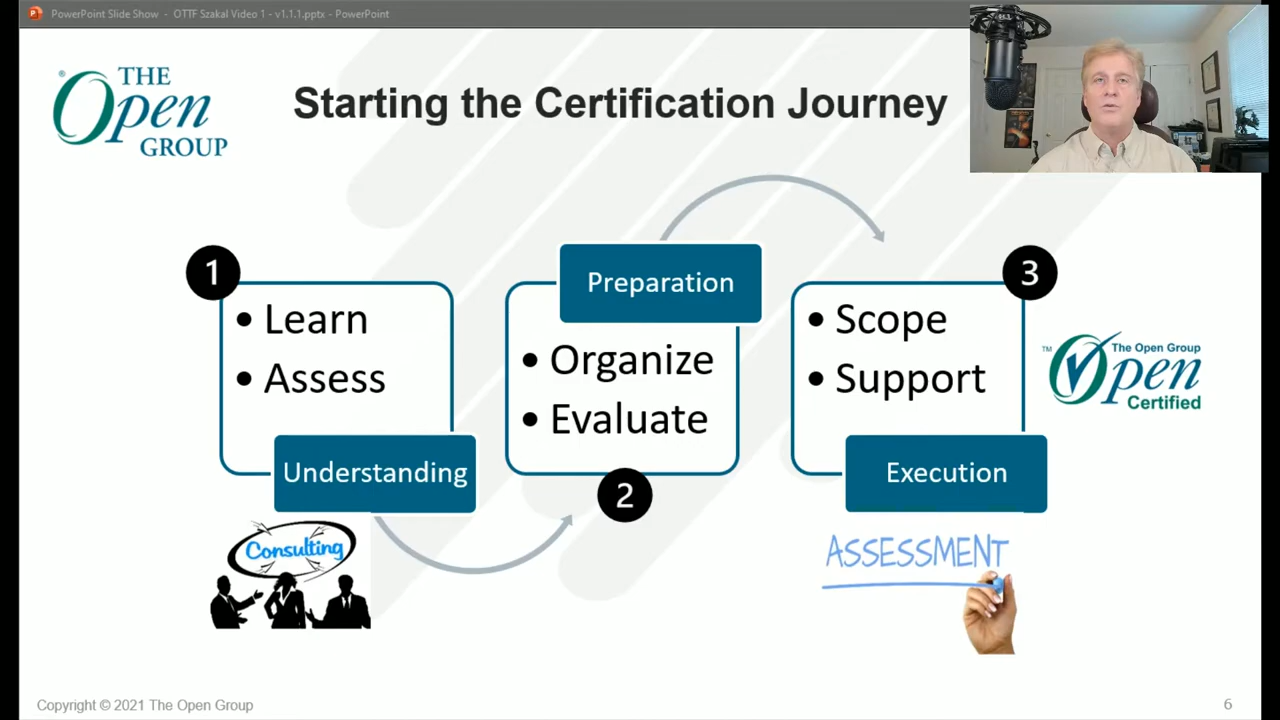 PowerPoint Slide Show - OTTF Szakal Video 1 - v1.1.1.pptx - PowerPoint
® THE
Open
GROUP
Starting the Certification Journey
1
• Learn
• Assess
Understanding
Consulting
Preparation
• Organize
• Evaluate
2
3
• Scope
• Support
Execution
ASSESSMENT
™ The Open Group
Open
Certified
Copyright © 2021 The Open Group
6